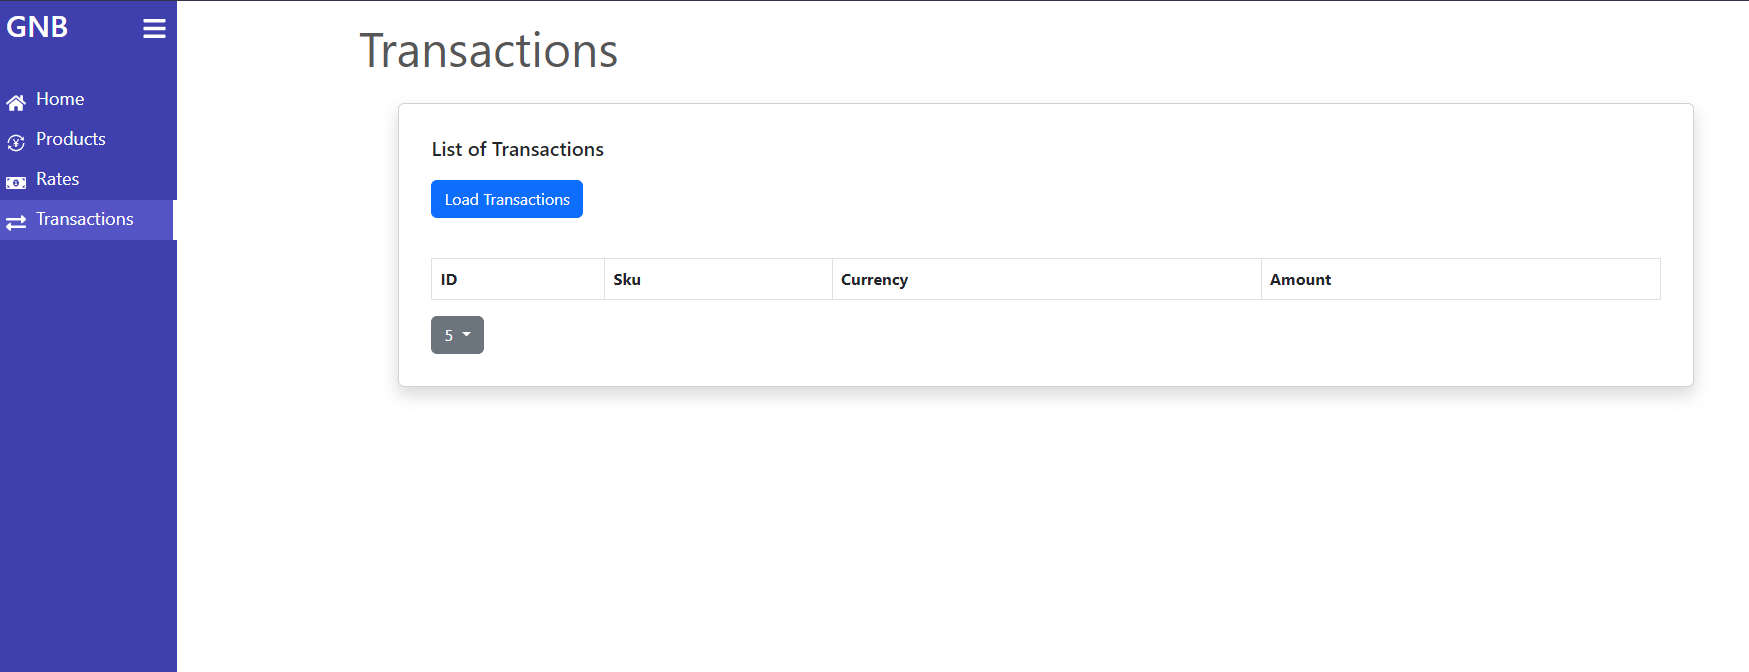 GNB
Home
Products
Rates
Transactions
Transactions
List of Transactions
Load Transactions
ID Sku Currency Amount
5